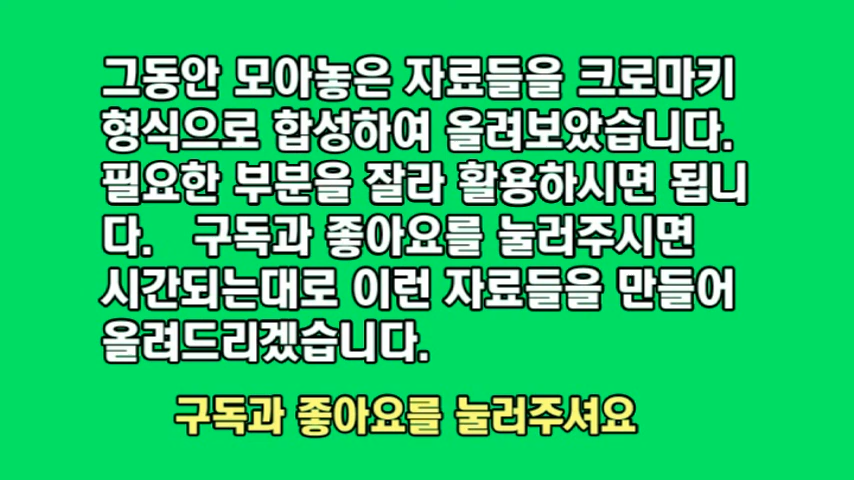 그동안 모아놓은 자료들을 크로마키
형식으로 합성하여 올려보았습니다.
필요한 부분을 잘라 활용하시면 됩니
다. 구독과 좋아요를 눌러주시면
시간되는대로 이런 자료들을 만들어
올려드리겠습니다.
구독과 좋아요를 눌러주셔요